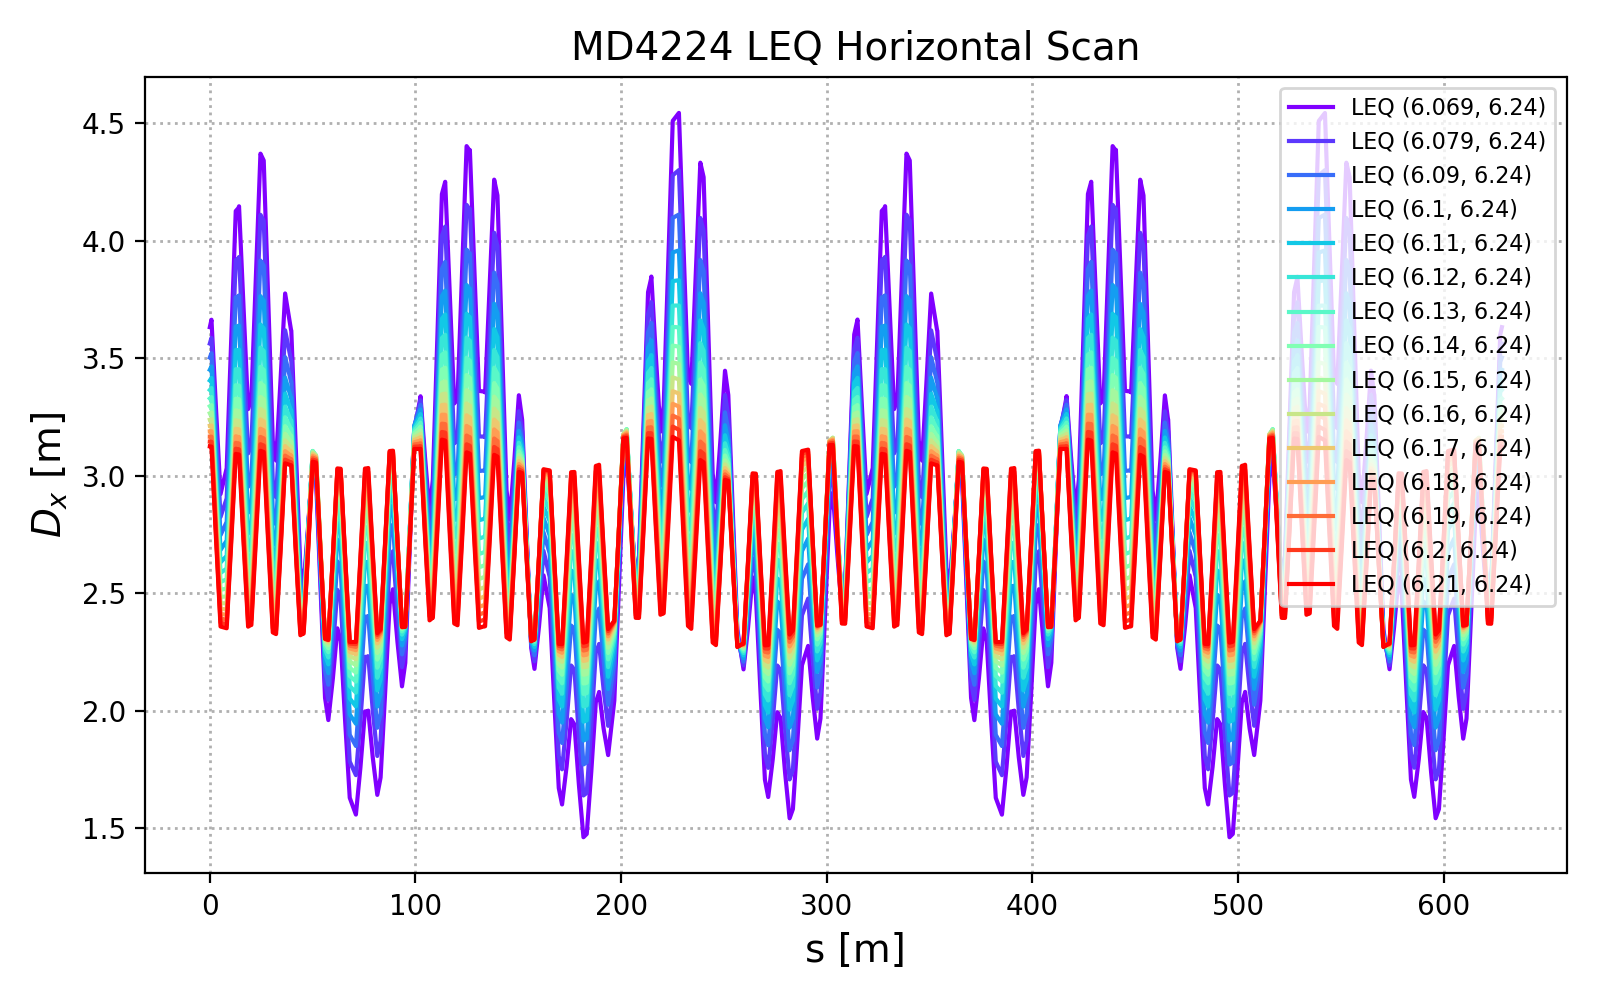 MD4224 LEQ Horizontal Scan
4.5
4.0
3.5
3.0
2.5
2.0
1.5
D_x [m]
0 100 200 300 400 500 600
s [m]
LEQ (6.069, 6.24)
LEQ (6.079, 6.24)
LEQ (6.09, 6.24)
LEQ (6.1, 6.24)
LEQ (6.11, 6.24)
LEQ (6.12, 6.24)
LEQ (6.13, 6.24)
LEQ (6.14, 6.24)
LEQ (6.15, 6.24)
LEQ (6.16, 6.24)
LEQ (6.17, 6.24)
LEQ (6.18, 6.24)
LEQ (6.19, 6.24)
LEQ (6.2, 6.24)
LEQ (6.21, 6.24)